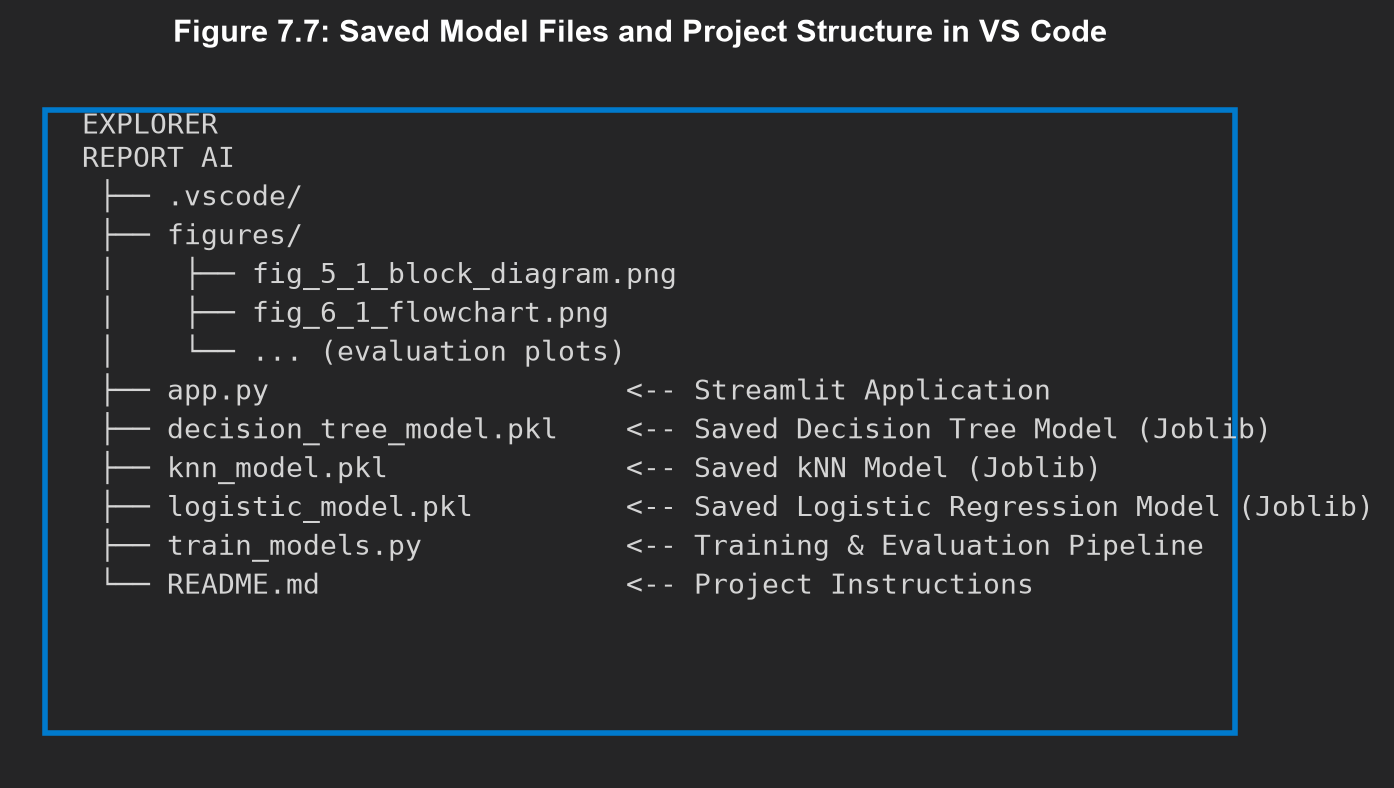 Figure 7.7: Saved Model Files and Project Structure in VS Code
EXPLORER
REPORT AI
├── .vscode/
├── figures/
│    ├── fig_5_1_block_diagram.png
│    ├── fig_6_1_flowchart.png
│    └── ... (evaluation plots)
├── app.py                     <-- Streamlit Application
├── decision_tree_model.pkl    <-- Saved Decision Tree Model (Joblib)
├── knn_model.pkl              <-- Saved kNN Model (Joblib)
├── logistic_model.pkl         <-- Saved Logistic Regression Model (Joblib)
├── train_models.py            <-- Training & Evaluation Pipeline
└── README.md                  <-- Project Instructions